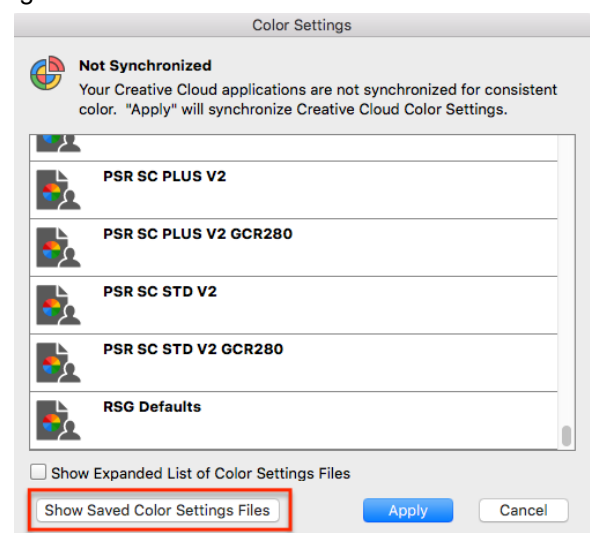 Color Settings
Not Synchronized
Your Creative Cloud applications are not synchronized for consistent
color. "Apply" will synchronize Creative Cloud Color Settings.
PSR SC PLUS V2
PSR SC PLUS V2 GCR280
PSR SC STD V2
PSR SC STD V2 GCR280
RSG Defaults
Show Expanded List of Color Settings Files
Show Saved Color Settings Files
Apply
Cancel